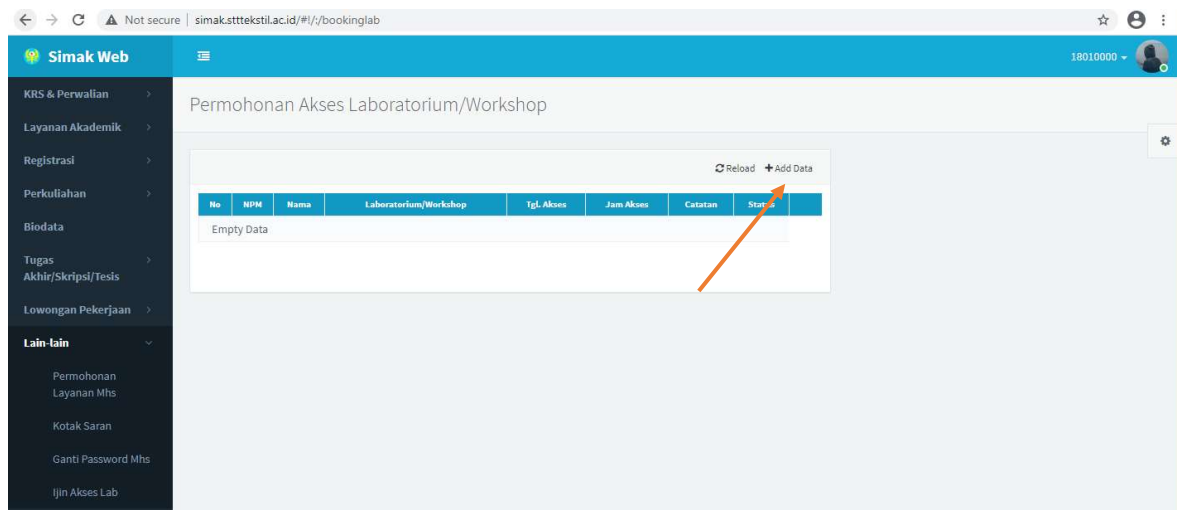 Not secure | simak.stttekstil.ac.id/#!/:/bookinglab
Simak Web
18010000
KRS & Perwalian
Layanan Akademik
Registrasi
Perkuliahan
Biodata
Tugas
Akhir/Skripsi/Tesis
Lowongan Pekerjaan
Lain-lain
Permohonan
Layanan Mhs
Kotak Saran
Ganti Password Mhs
Ijin Akses Lab
Permohonan Akses Laboratorium/Workshop
Reload +Add Data
No NPM Nama Laboratorium/Workshop Tgl. Akses Jam Akses Catatan Status
Empty Data